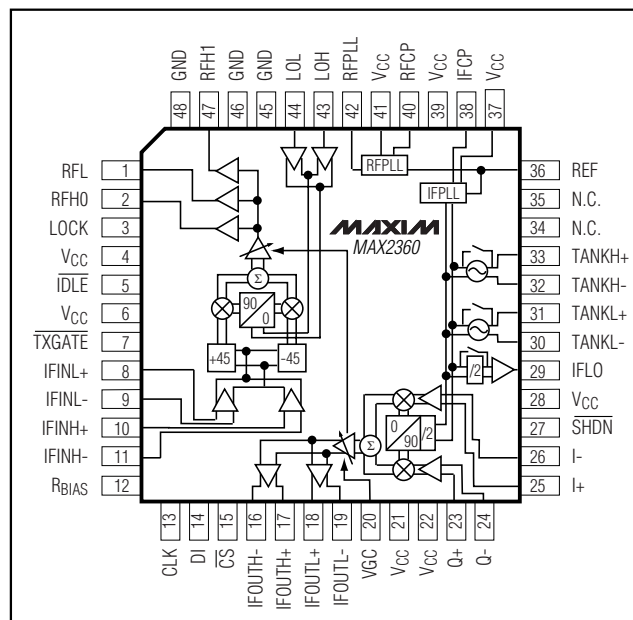 GND
RFH1
GND
GND
LOL
LOH
RFPLL
VCC
RFCP
VCC
IFCP
VCC
48
47
46
45
44
43
42
41
40
39
38
37
RFL 1
RFH0 2
LOCK 3
VCC 4
IDLE 5
VCC 6
TXGATE 7
IFINL+ 8
IFINL- 9
IFINH+ 10
IFINH- 11
RBIAS 12
RFPLL
IFPLL
MAXIM
MAX2360
Σ
90
0
+45
-45
/2
0
90
/2
Σ
36 REF
35 N.C.
34 N.C.
33 TANKH+
32 TANKH-
31 TANKL+
30 TANKL-
29 IFLO
28 VCC
27 SHDN
26 I-
25 I+
13
14
15
16
17
18
19
20
21
22
23
24
CLK
DI
CS
IFOUTH-
IFOUTH+
IFOUTL+
IFOUTL-
VGC
VCC
VCC
Q+
Q-